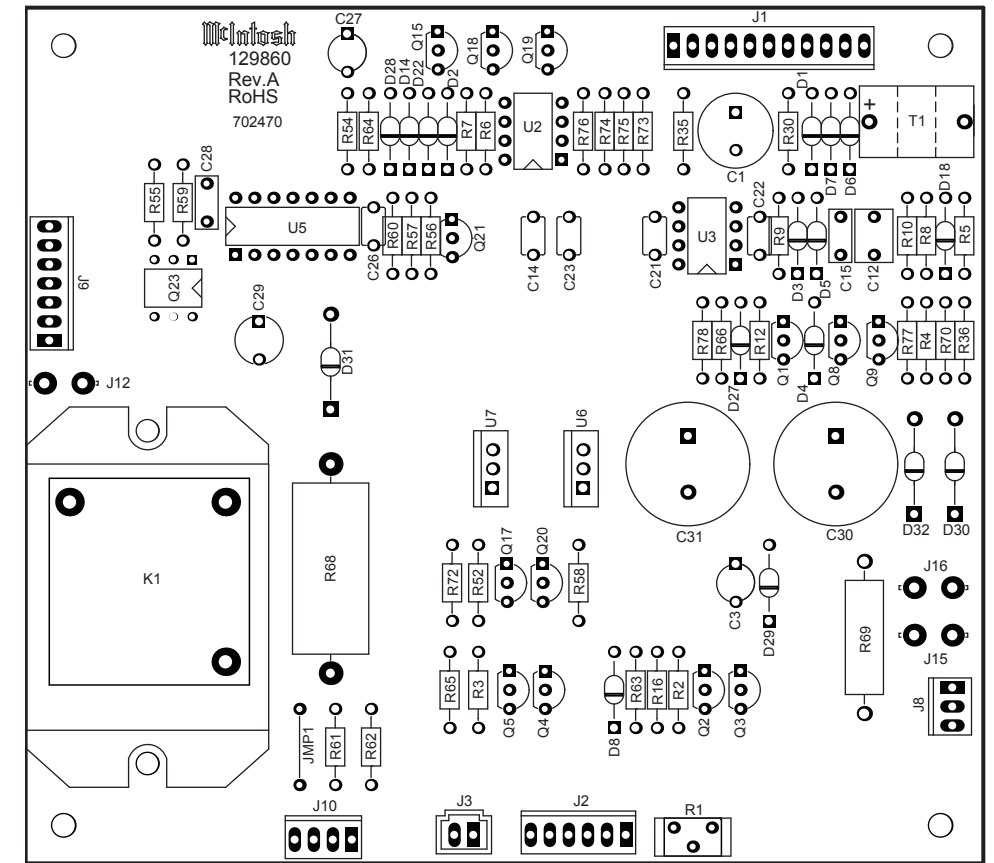 McIntosh
129860
Rev.A
RoHS
702470
C27
Q15
Q18
Q19
J1
D28
D14
D22
D2
D1
R54
R64
R7
R6
U2
R76
R74
R75
R73
R35
C1
R30
D7
D6
+
T1
R55
R59
C28
U5
C26
R60
R57
R56
Q21
C14
C23
C21
U3
C22
R9
D3
D5
C15
C12
R10
R8
D18
R5
J9
Q23
C29
D31
R78
R66
D27
R12
Q10
D4
Q8
Q9
R77
R4
R70
R36
J12
U7
U6
C31
C30
D32
D30
K1
R68
R72
R52
Q17
Q20
R58
C3
D29
R69
J16
J15
J8
R65
R3
Q5
Q4
D8
R63
R16
R2
Q2
Q3
JMP1
R61
R62
J10
J3
J2
R1